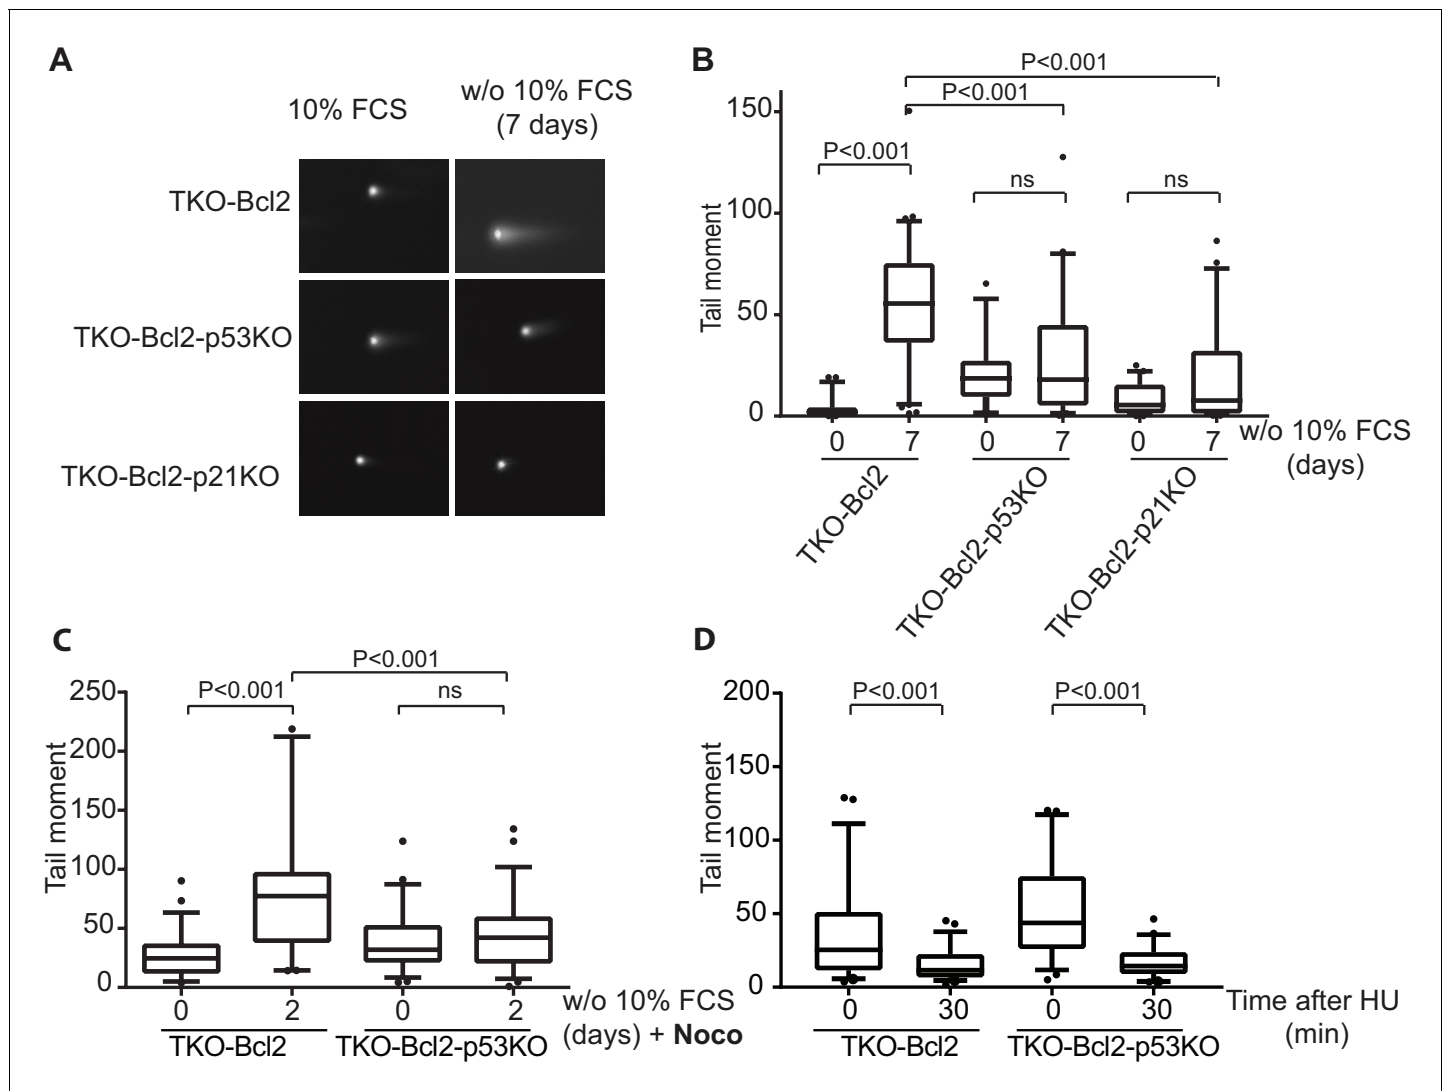 A
10% FCS
w/o 10% FCS
(7 days)
TKO-Bcl2
TKO-Bcl2-p53KO
TKO-Bcl2-p21KO
B
P<0.001
P<0.001
P<0.001
ns
ns
150
100
50
0
Tail moment
0
7
0
7
0
7
w/o 10% FCS
(days)
TKO-Bcl2
TKO-Bcl2-p53KO
TKO-Bcl2-p21KO
C
P<0.001
P<0.001
ns
250
200
150
100
50
0
Tail moment
0
2
0
2
w/o 10% FCS
(days) + Noco
TKO-Bcl2
TKO-Bcl2-p53KO
D
P<0.001
P<0.001
200
150
100
50
0
Tail moment
0
30
0
30
Time after HU
(min)
TKO-Bcl2
TKO-Bcl2-p53KO